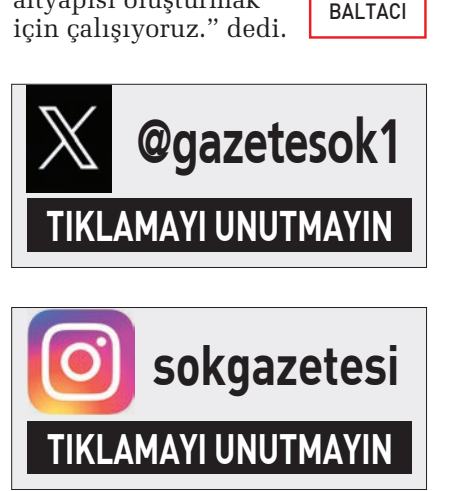 altyapısı oluşturmak
için çalışıyoruz.” dedi.
BALTACI
@gazetesok1
TIKLAMAYI UNUTMAYIN
sokgazetesi
TIKLAMAYI UNUTMAYIN